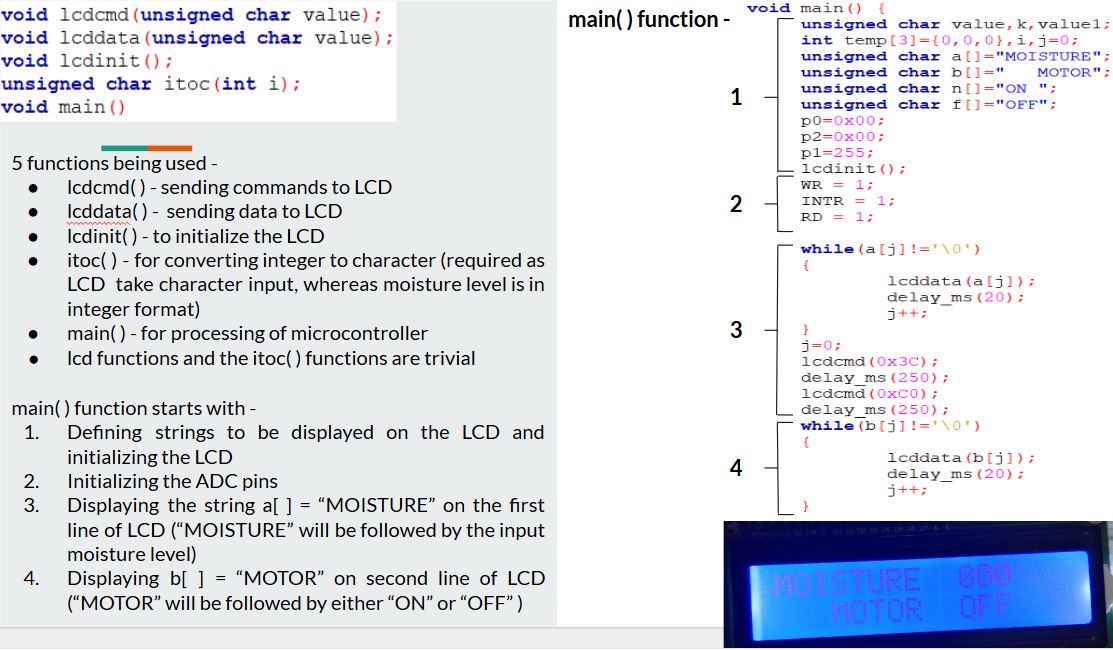 void lcdcmd(unsigned char value);
void lcddata(unsigned char value);
void lcdinit();
unsigned char itoc(int i);
void main()
5 functions being used -
● lcdcmd( ) - sending commands to LCD
● lcddata( ) - sending data to LCD
● lcdinit( ) - to initialize the LCD
● itoc( ) - for converting integer to character (required as
LCD take character input, whereas moisture level is in
integer format)
● main( ) - for processing of microcontroller
● lcd functions and the itoc( ) functions are trivial
main( ) function starts with -
1. Defining strings to be displayed on the LCD and
initializing the LCD
2. Initializing the ADC pins
3. Displaying the string a[ ] = “MOISTURE” on the first
line of LCD (“MOISTURE” will be followed by the input
moisture level)
4. Displaying b[ ] = “MOTOR” on second line of LCD
(“MOTOR” will be followed by either “ON” or “OFF” )
main( ) function -
void main() {
unsigned char value,k,value1;
int temp[3]={0,0,0},i,j=0;
unsigned char a[]="MOISTURE";
unsigned char b[]="   MOTOR";
unsigned char n[]="ON ";
unsigned char f[]="OFF";
p0=0x00;
p2=0x00;
p1=255;
lcdinit();
1
WR = 1;
INTR = 1;
RD = 1;
2
while(a[j]!='\0')
{
lcddata(a[j]);
delay_ms(20);
j++;
}
j=0;
lcdcmd(0x3C);
delay_ms(250);
lcdcmd(0xC0);
delay_ms(250);
3
while(b[j]!='\0')
{
lcddata(b[j]);
delay_ms(20);
j++;
}
4
MOISTURE 000
MOTOR OFF